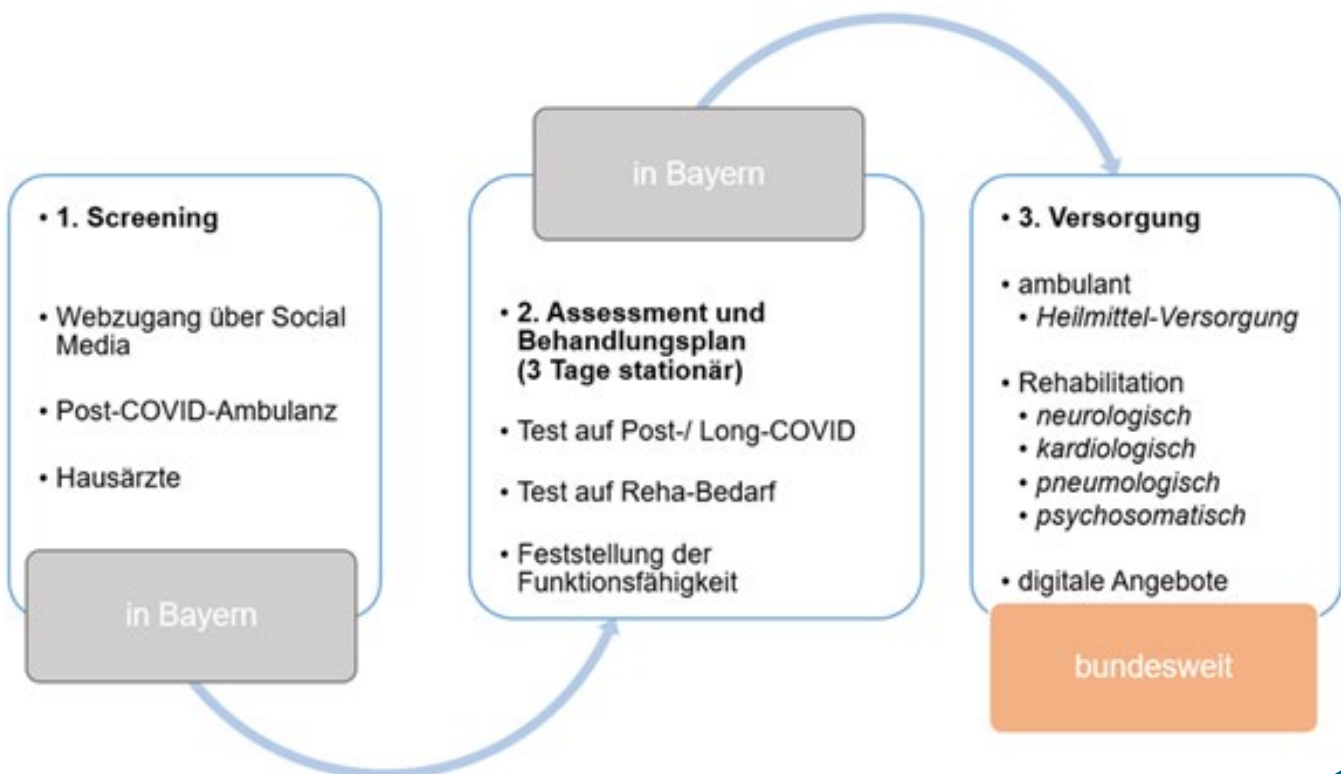 • 1. Screening
• Webzugang über Social
Media
• Post-COVID-Ambulanz
• Hausärzte
in Bayern
in Bayern
• 2. Assessment und
Behandlungsplan
(3 Tage stationär)
• Test auf Post-/ Long-COVID
• Test auf Reha-Bedarf
• Feststellung der
Funktionsfähigkeit
• 3. Versorgung
• ambulant
• Heilmittel-Versorgung
• Rehabilitation
• neurologisch
• kardiologisch
• pneumologisch
• psychosomatisch
• digitale Angebote
bundesweit